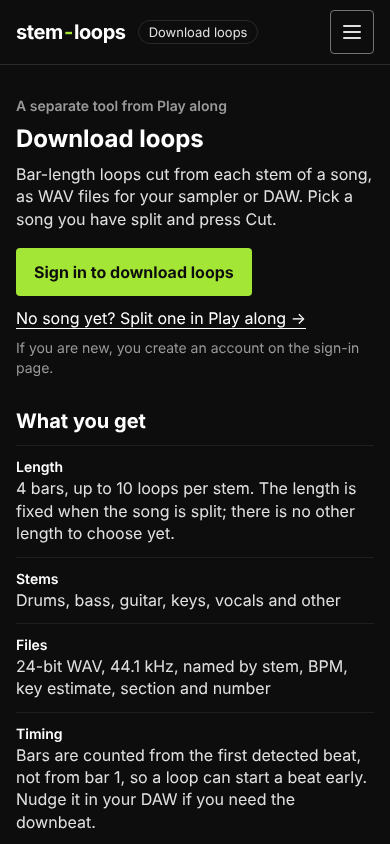 stem-loops
Download loops
A separate tool from Play along
Download loops
Bar-length loops cut from each stem of a song,
as WAV files for your sampler or DAW. Pick a
song you have split and press Cut.
Sign in to download loops
No song yet? Split one in Play along →
If you are new, you create an account on the sign-in
page.
What you get
Length
4 bars, up to 10 loops per stem. The length is
fixed when the song is split; there is no other
length to choose yet.
Stems
Drums, bass, guitar, keys, vocals and other
Files
24-bit WAV, 44.1 kHz, named by stem, BPM,
key estimate, section and number
Timing
Bars are counted from the first detected beat,
not from bar 1, so a loop can start a beat early.
Nudge it in your DAW if you need the
downbeat.